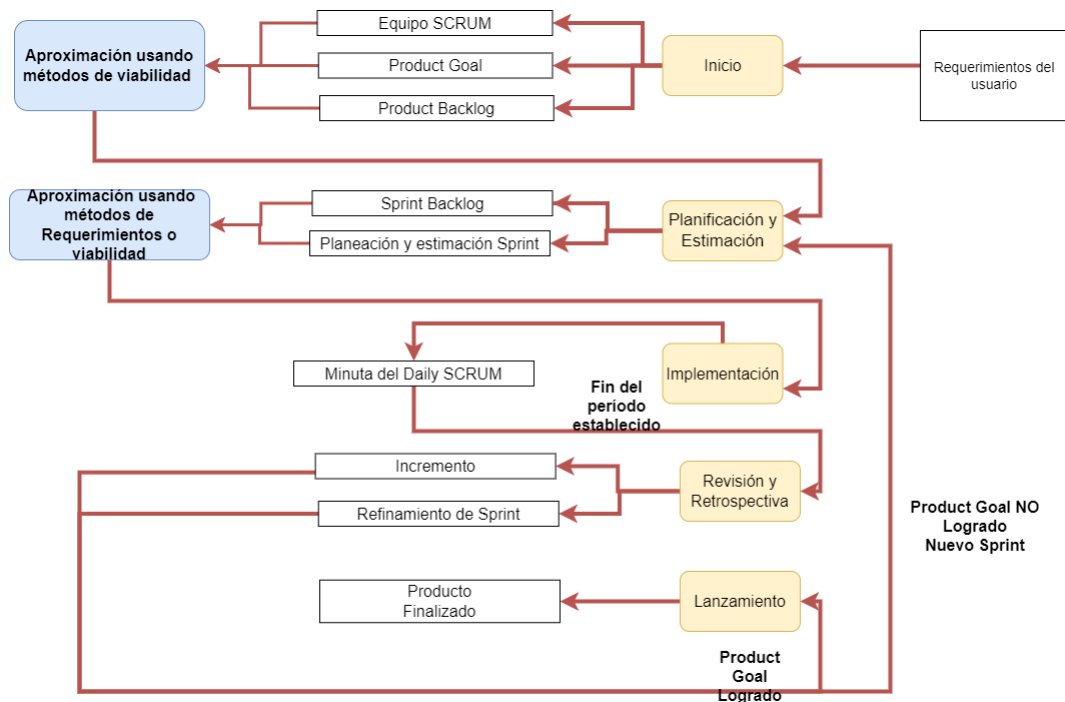 Equipo SCRUM
Aproximación usando
métodos de viabilidad
Product Goal
Inicio
Requerimientos del
usuario
Product Backlog
Aproximación usando
métodos de
Requerimientos o
viabilidad
Sprint Backlog
Planeación y estimación Sprint
Planificación y
Estimación
Minuta del Daily SCRUM
Implementación
Fin del
período
establecido
Incremento
Refinamiento de Sprint
Revisión y
Retrospectiva
Product Goal NO
Logrado
Nuevo Sprint
Producto
Finalizado
Lanzamiento
Product
Goal
Logrado